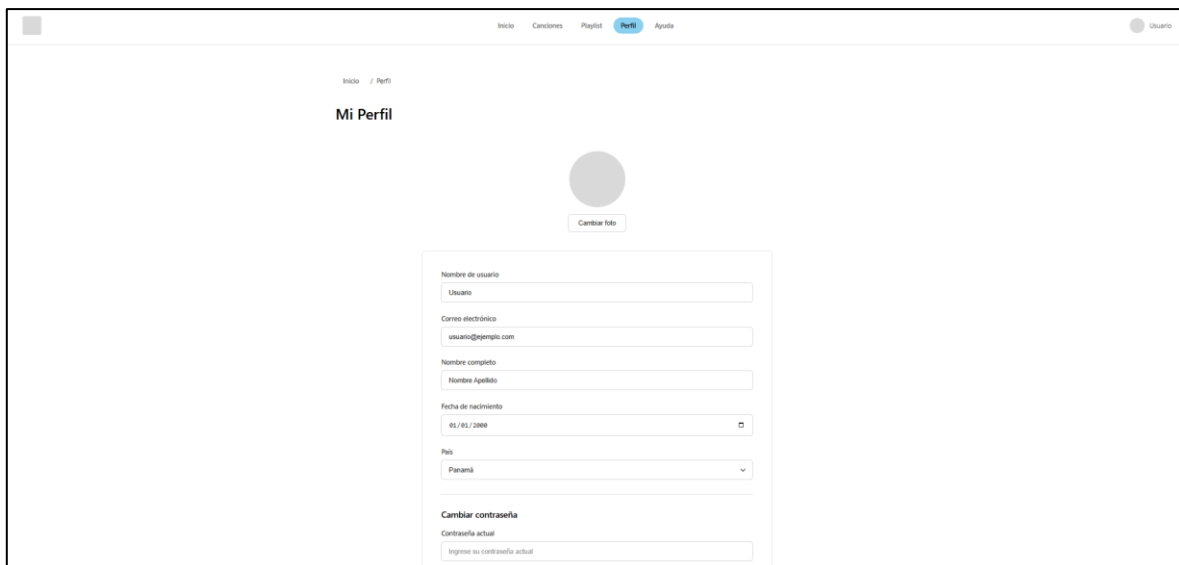 Inicio Canciones Playlist Perfil Ayuda Usuario
Inicio / Perfil
Mi Perfil
Cambiar foto
Nombre de usuario
Usuario
Correo electrónico
usuario@ejemplo.com
Nombre completo
Nombre Apellido
Fecha de nacimiento
01/01/2000
País
Panamá
Cambiar contraseña
Contraseña actual
Ingrese su contraseña actual